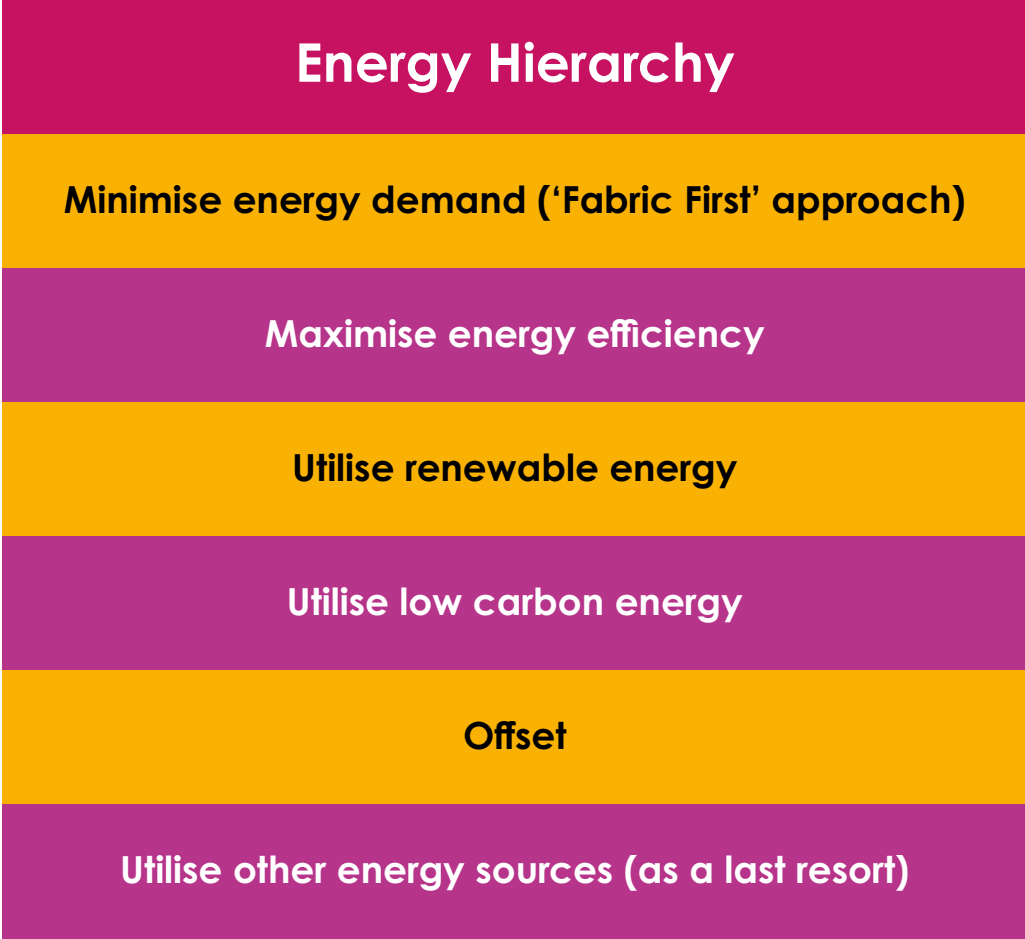 Energy Hierarchy
Minimise energy demand (‘Fabric First’ approach)
Maximise energy efficiency
Utilise renewable energy
Utilise low carbon energy
Offset
Utilise other energy sources (as a last resort)